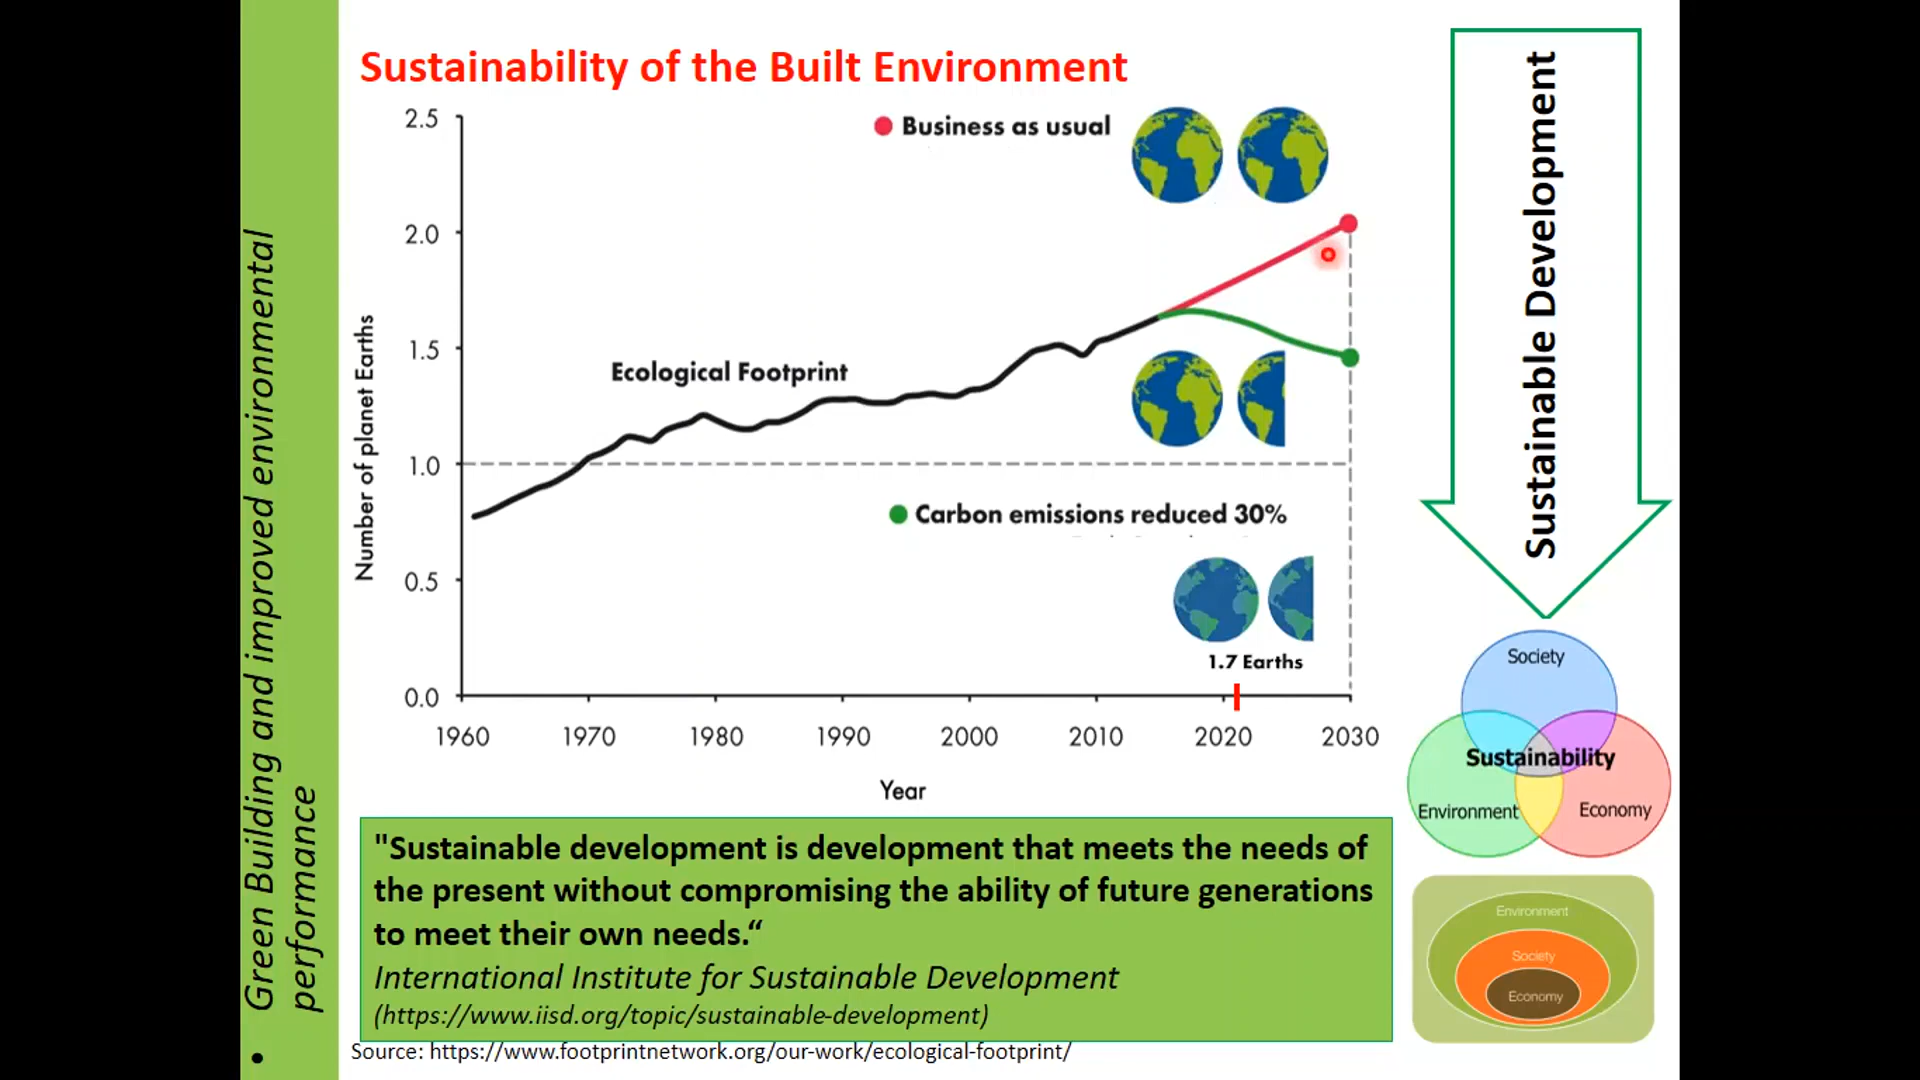 Sustainability of the Built Environment
• Green Building and improved environmental
performance
Number of planet Earths
2.5
2.0
1.5
1.0
0.5
0.0
Business as usual
Ecological Footprint
Carbon emissions reduced 30%
1.7 Earths
1960 1970 1980 1990 2000 2010 2020 2030
Year
Sustainable Development
Society
Sustainability
Environment
Economy
Environment
Society
Economy
"Sustainable development is development that meets the needs of
the present without compromising the ability of future generations
to meet their own needs.“
International Institute for Sustainable Development
(https://www.iisd.org/topic/sustainable-development)
Source: https://www.footprintnetwork.org/our-work/ecological-footprint/